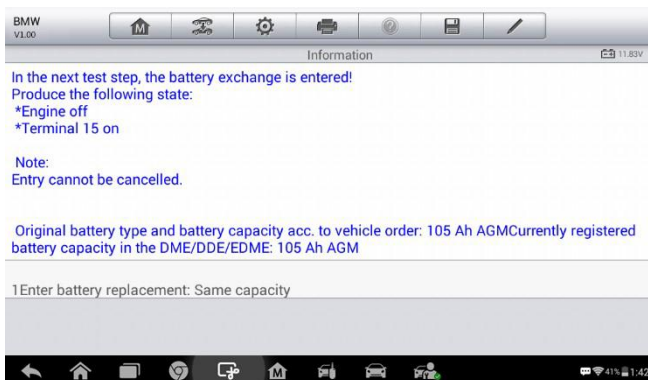 BMW
V1.00
Information
11.83V
In the next test step, the battery exchange is entered!
Produce the following state:
*Engine off
*Terminal 15 on
Note:
Entry cannot be cancelled.
Original battery type and battery capacity acc. to vehicle order: 105 Ah AGMCurrently registered
battery capacity in the DME/DDE/EDME: 105 Ah AGM
1Enter battery replacement: Same capacity
41% 1:42